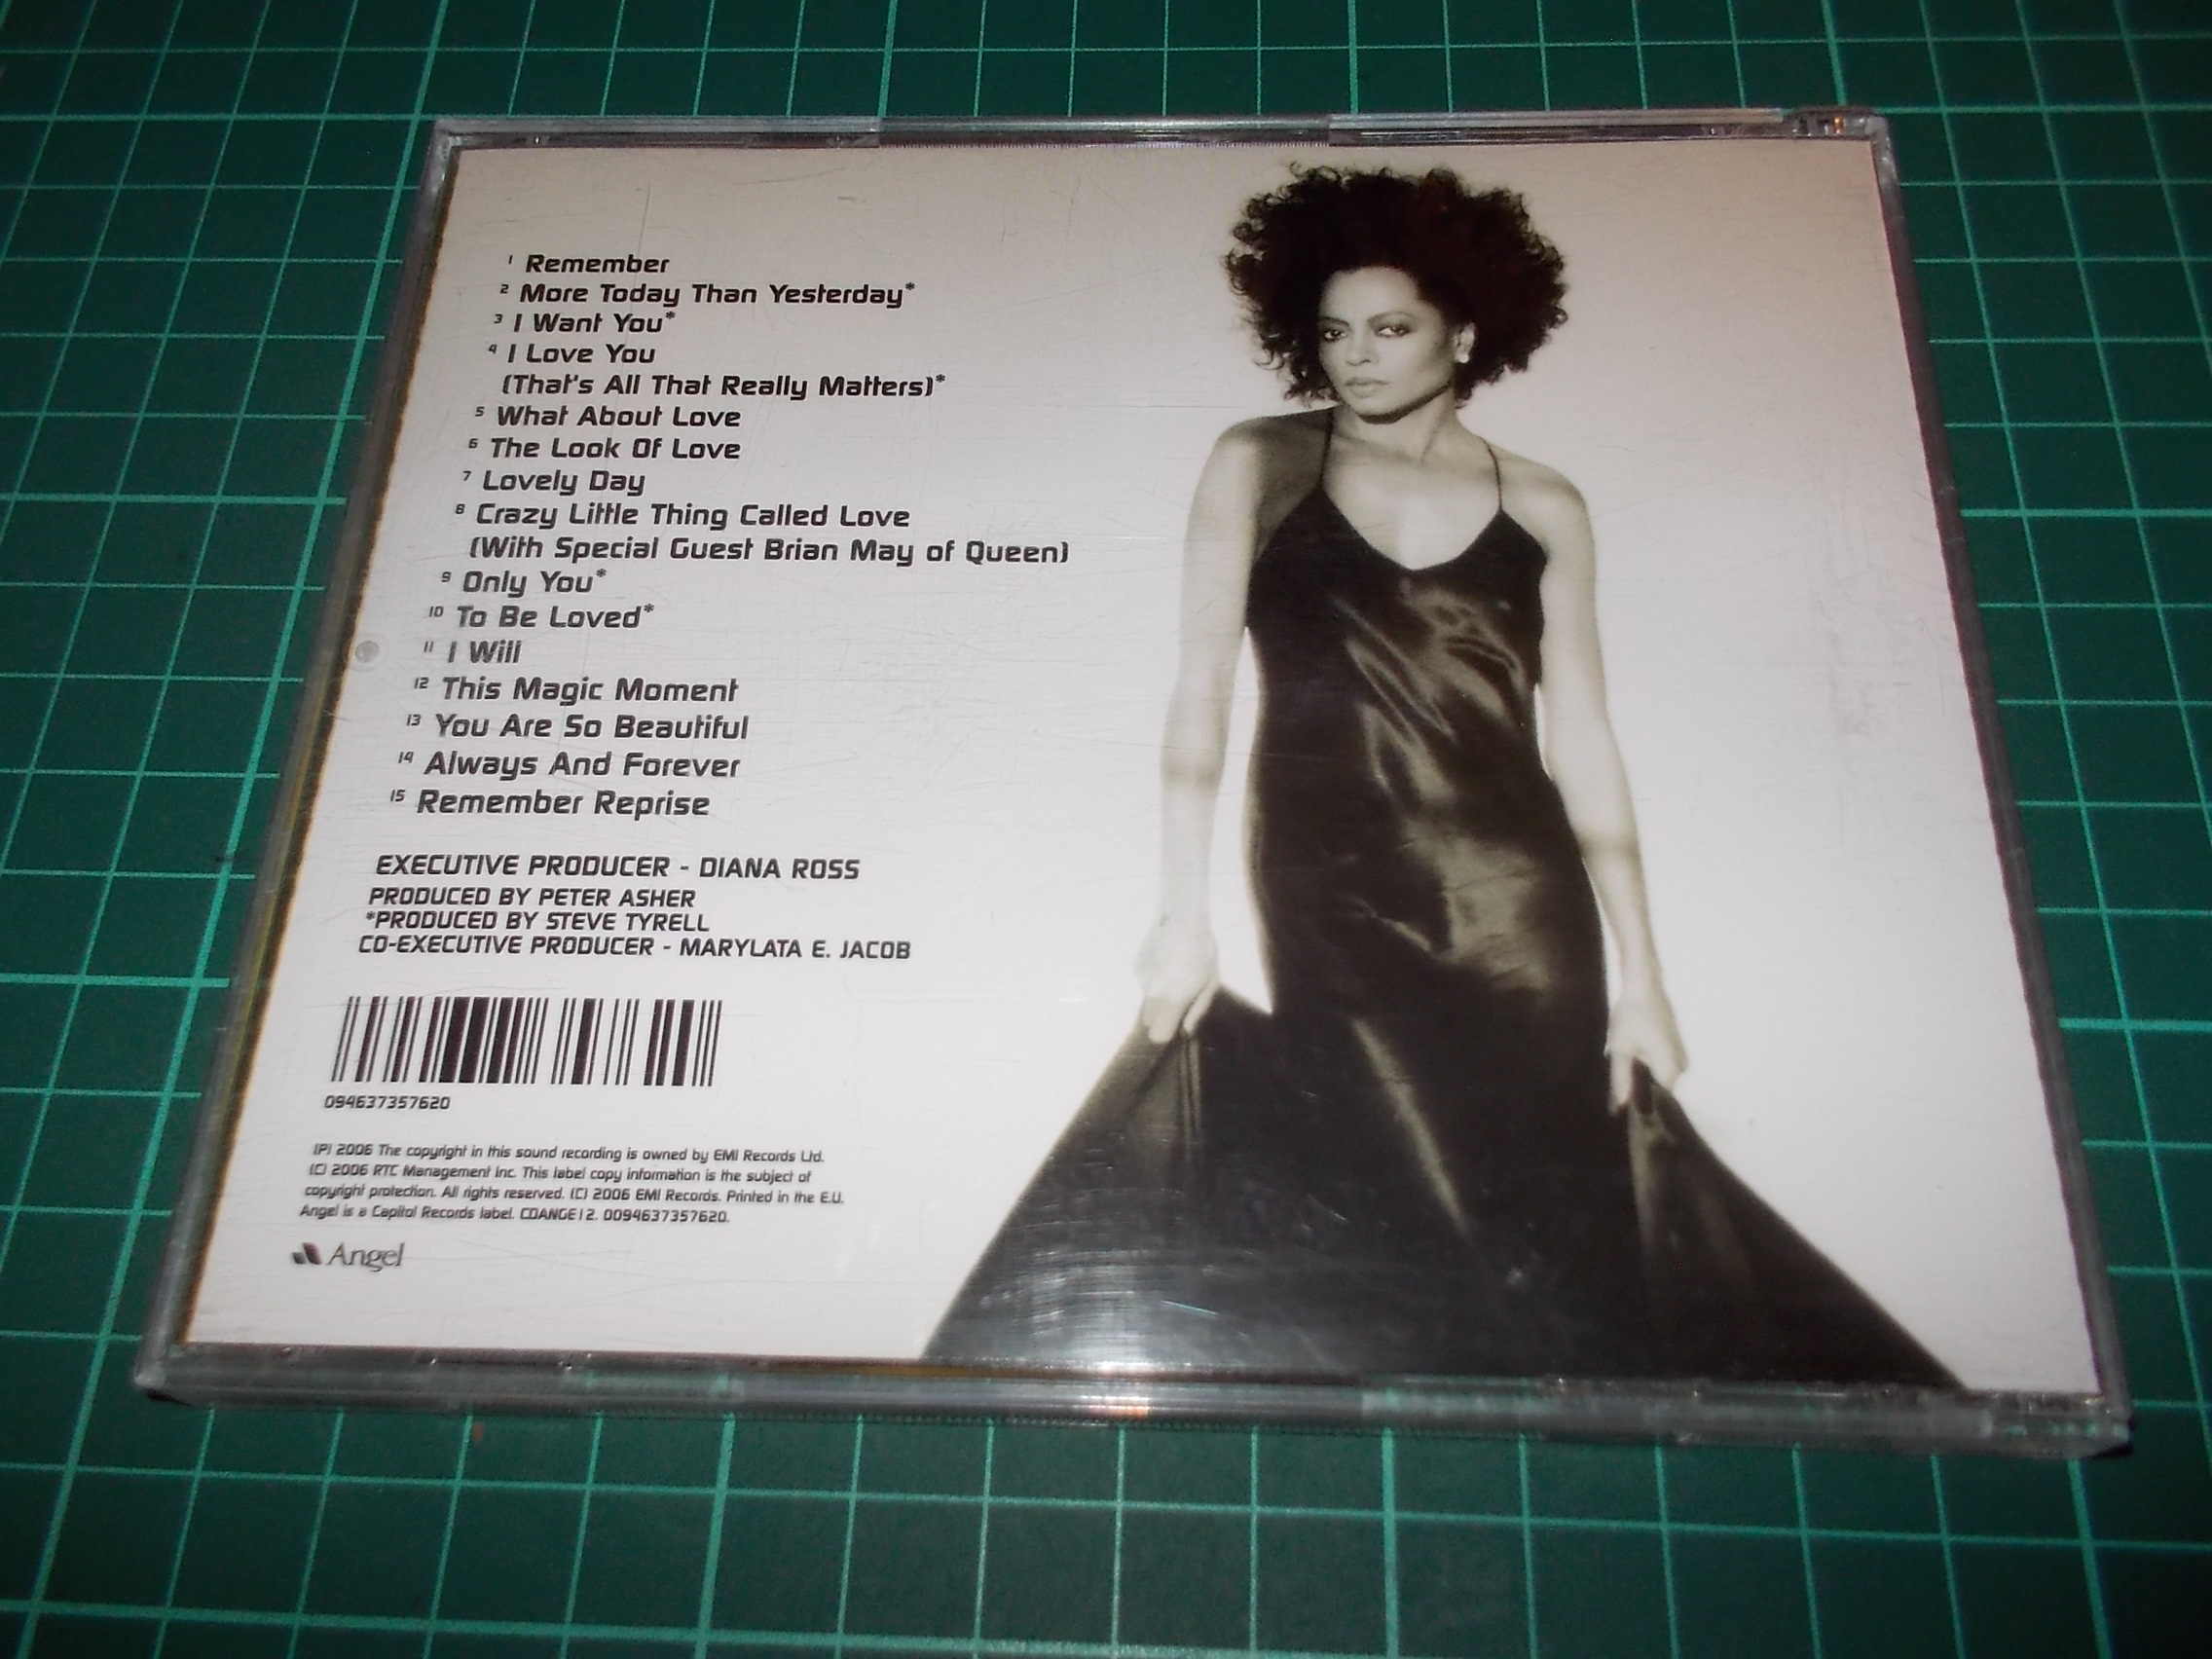 1 Remember
2 More Today Than Yesterday*
3 I Want You*
4 I Love You
(That's All That Really Matters)*
5 What About Love
6 The Look Of Love
7 Lovely Day
8 Crazy Little Thing Called Love
(With Special Guest Brian May of Queen)
9 Only You*
10 To Be Loved*
11 I Will
12 This Magic Moment
13 You Are So Beautiful
14 Always And Forever
15 Remember Reprise
EXECUTIVE PRODUCER - DIANA ROSS
PRODUCED BY PETER ASHER
*PRODUCED BY STEVE TYRELL
CO-EXECUTIVE PRODUCER - MARYLATA E. JACOB
094637357620
(P) 2006 The copyright in this sound recording is owned by EMI Records Ltd.
(C) 2006 RTC Management Inc. This label copy information is the subject of
copyright protection. All rights reserved. (C) 2006 EMI Records. Printed in the E.U.
Angel is a Capitol Records label. CDANGE12. 0094637357620.
Angel